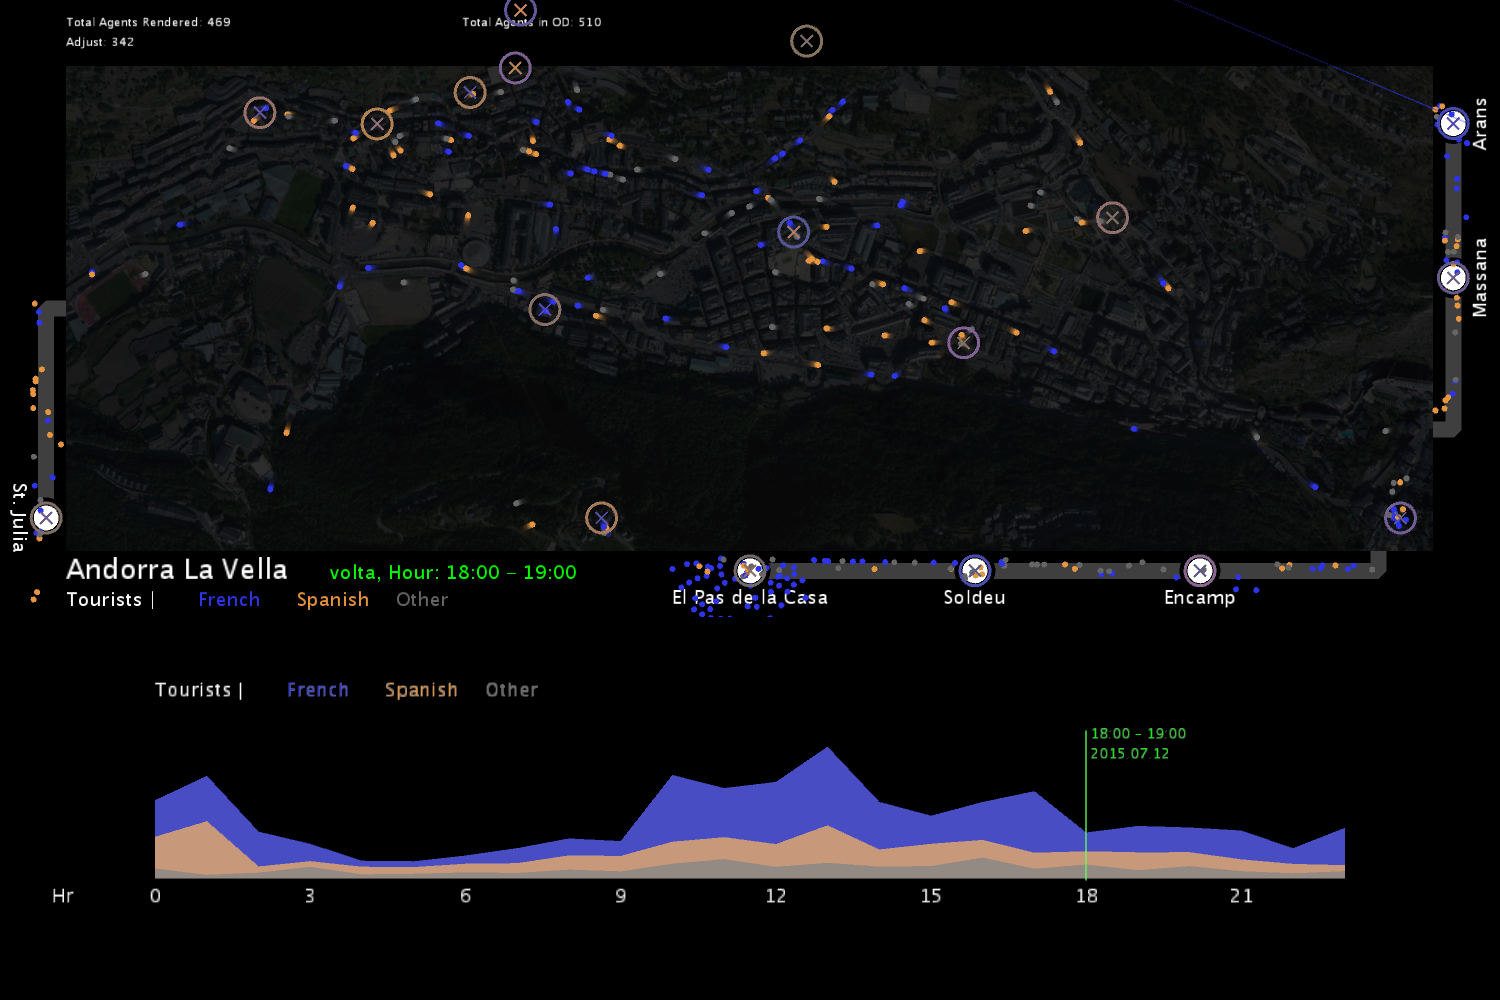 Total Agents Rendered: 469
Total Agents in OD: 510
Adjust: 342
Arans
Massana
St. Julia
Andorra La Vella
volta, Hour: 18:00 – 19:00
Tourists | French Spanish Other
El Pas de la Casa
Soldeu
Encamp
Tourists | French Spanish Other
18:00 – 19:00
2015.07.12
Hr 0 3 6 9 12 15 18 21